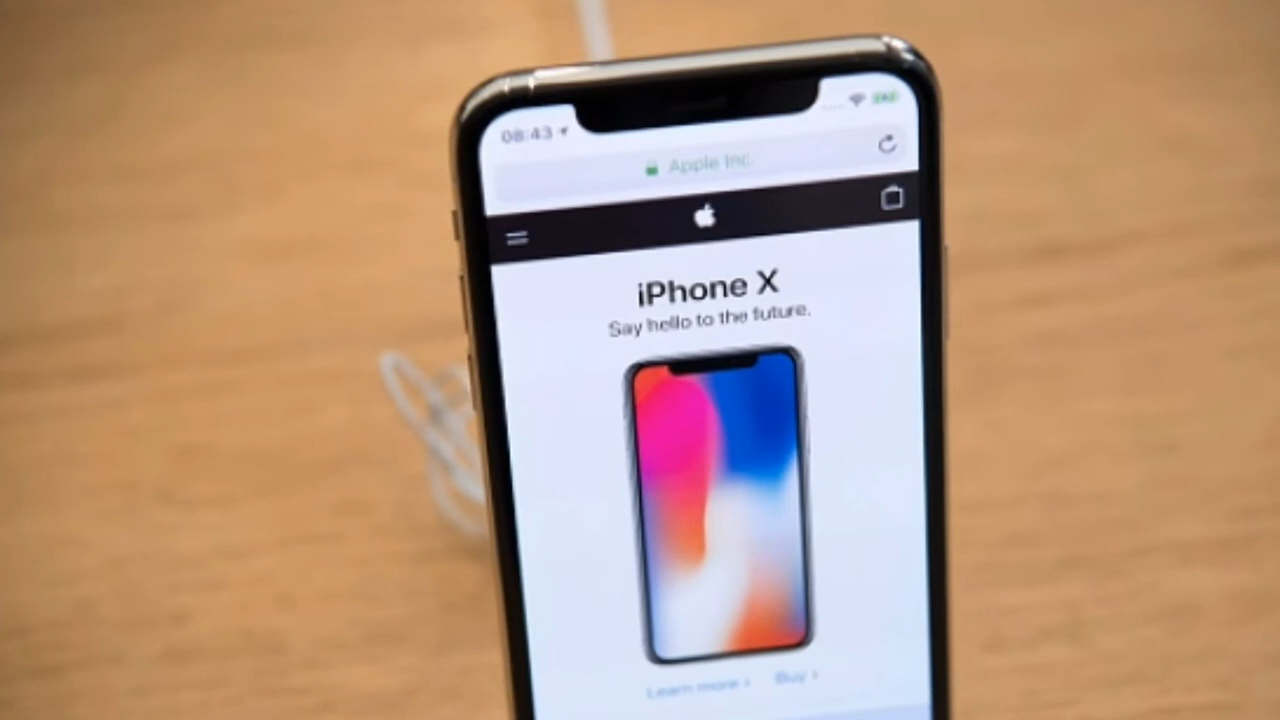 08:43
Apple Inc.
iPhone X
Say hello to the future.
Learn more > Buy >